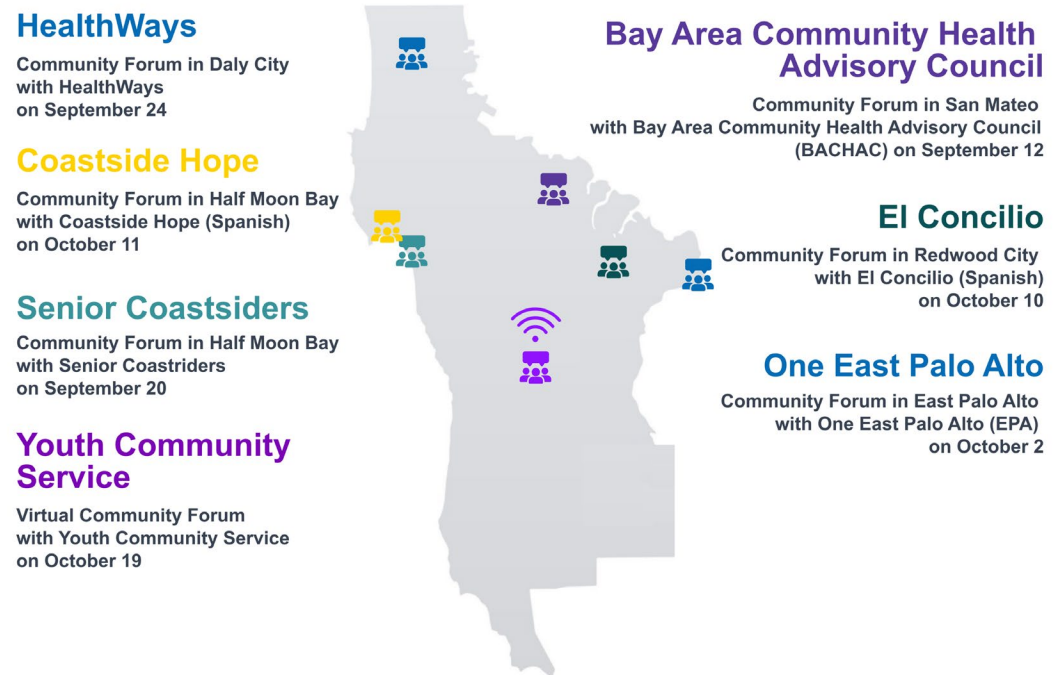 HealthWays
Community Forum in Daly City
with HealthWays
on September 24
Coastside Hope
Community Forum in Half Moon Bay
with Coastside Hope (Spanish)
on October 11
Senior Coastsiders
Community Forum in Half Moon Bay
with Senior Coastriders
on September 20
Youth Community
Service
Virtual Community Forum
with Youth Community Service
on October 19
Bay Area Community Health
Advisory Council
Community Forum in San Mateo
with Bay Area Community Health Advisory Council
(BACHAC) on September 12
El Concilio
Community Forum in Redwood City
with El Concilio (Spanish)
on October 10
One East Palo Alto
Community Forum in East Palo Alto
with One East Palo Alto (EPA)
on October 2